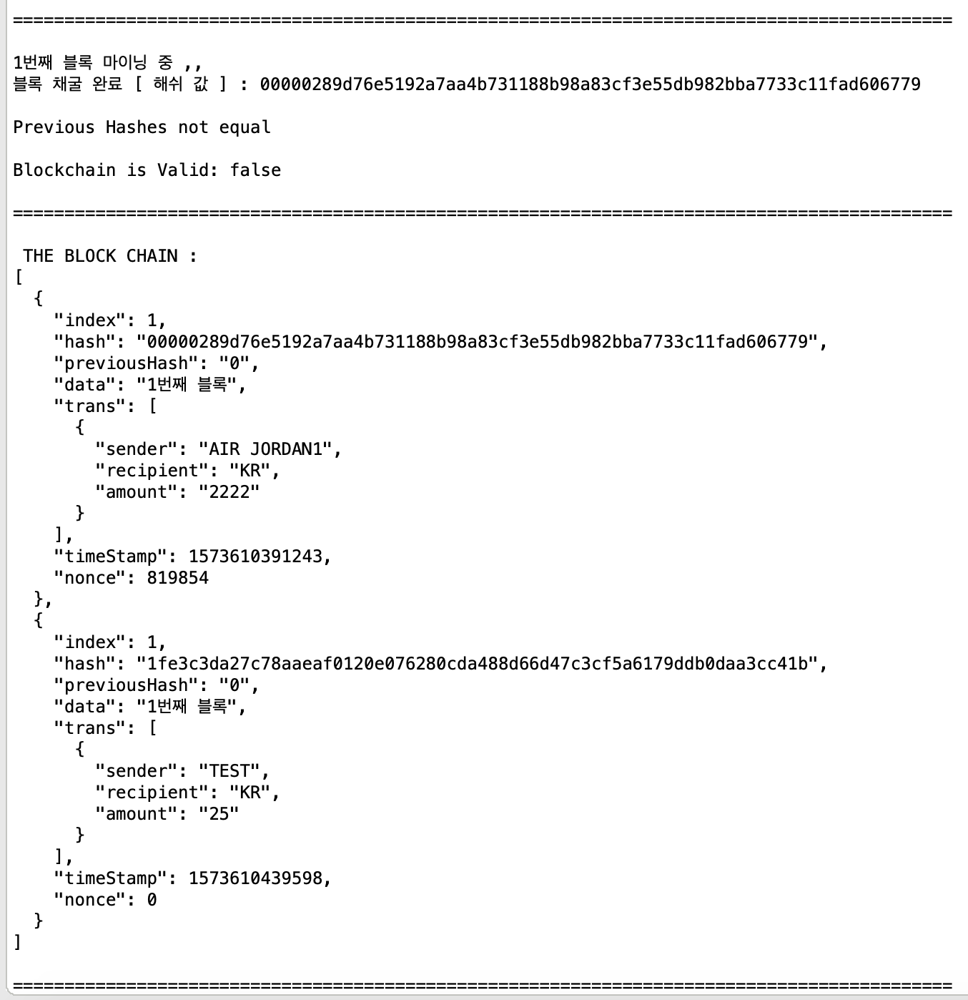 ===========================================================================================
1번째 블록 마이닝 중 ,,
블록 채굴 완료 [ 해쉬 값 ] : 00000289d76e5192a7aa4b731188b98a83cf3e55db982bba7733c11fad606779
Previous Hashes not equal
Blockchain is Valid: false
===========================================================================================
THE BLOCK CHAIN :
[
  {
    "index": 1,
    "hash": "00000289d76e5192a7aa4b731188b98a83cf3e55db982bba7733c11fad606779",
    "previousHash": "0",
    "data": "1번째 블록",
    "trans": [
      {
        "sender": "AIR JORDAN1",
        "recipient": "KR",
        "amount": "2222"
      }
    ],
    "timeStamp": 1573610391243,
    "nonce": 819854
  },
  {
    "index": 1,
    "hash": "1fe3c3da27c78aaeaf0120e076280cda488d66d47c3cf5a6179ddb0daa3cc41b",
    "previousHash": "0",
    "data": "1번째 블록",
    "trans": [
      {
        "sender": "TEST",
        "recipient": "KR",
        "amount": "25"
      }
    ],
    "timeStamp": 1573610439598,
    "nonce": 0
  }
]
===========================================================================================